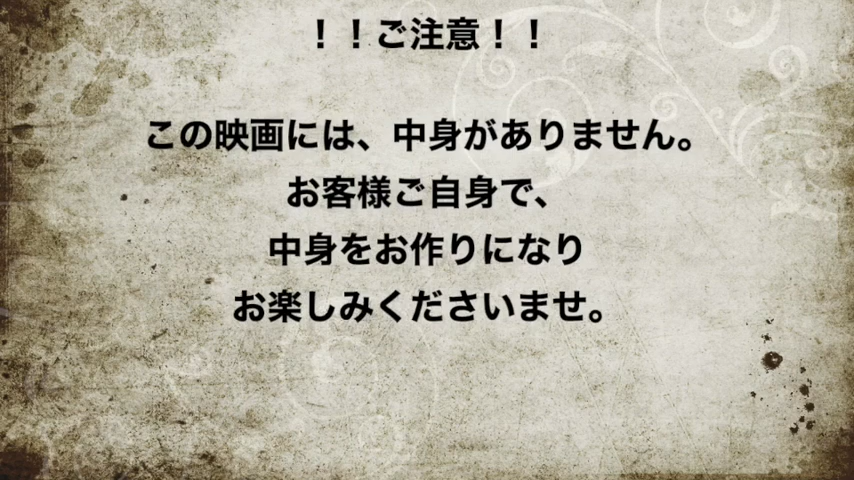 ！！ご注意！！
この映画には、中身がありません。
お客様ご自身で、
中身をお作りになり
お楽しみくださいませ。